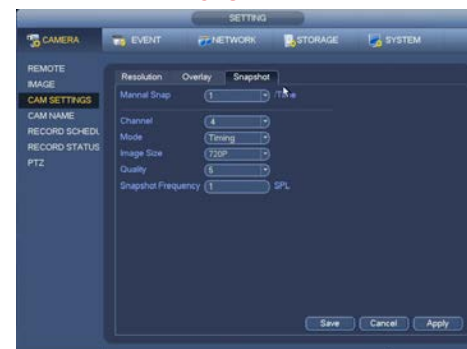 SETTING
CAMERA EVENT NETWORK STORAGE SYSTEM
REMOTE
IMAGE
CAM SETTINGS
CAM NAME
RECORD SCHEDL
RECORD STATUS
PTZ
Resolution Overlay Snapshot
Mannal Snap 1 /Time
Channel 4
Mode Timing
Image Size 720P
Quality 5
Snapshot Frequency 1 SPL
Save Cancel Apply